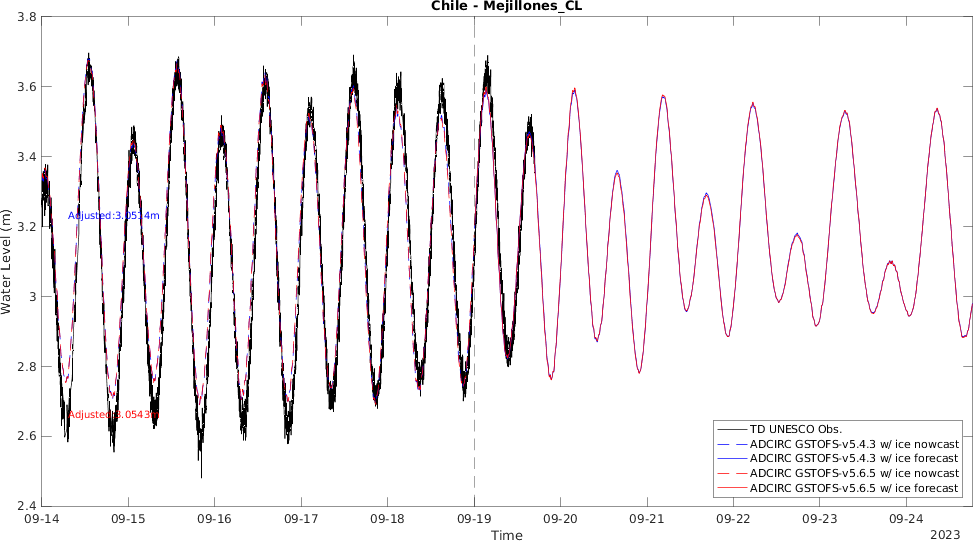 Chile - Mejillones_CL
3.8
3.6
3.4
3.2
3
2.8
2.6
2.4
Water Level (m)
Adjusted:3.0514m
Adjusted:3.0543m
TD UNESCO Obs.
ADCIRC GSTOFS-v5.4.3 w/ ice nowcast
ADCIRC GSTOFS-v5.4.3 w/ ice forecast
ADCIRC GSTOFS-v5.6.5 w/ ice nowcast
ADCIRC GSTOFS-v5.6.5 w/ ice forecast
09-14 09-15 09-16 09-17 09-18 09-19 09-20 09-21 09-22 09-23 09-24
Time
2023